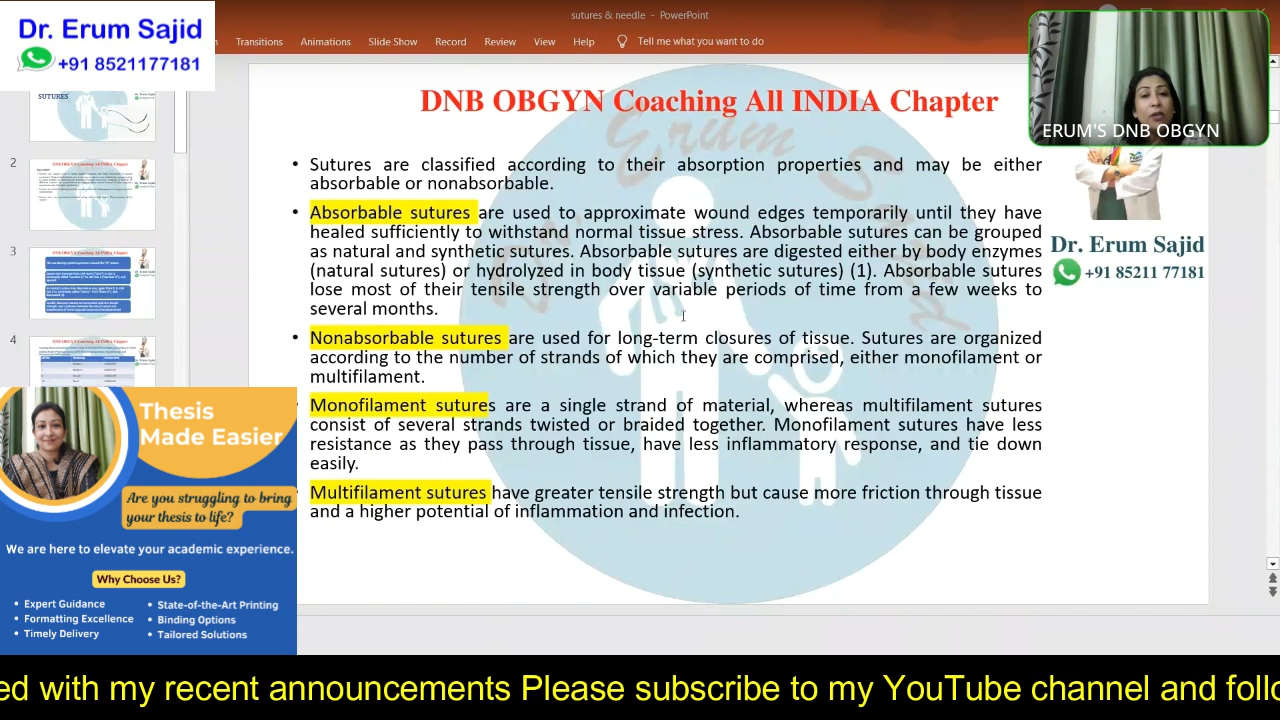 Dr. Erum Sajid
+91 8521177181
sutures & needle - PowerPoint
Transitions
Animations
Slide Show
Record
Review
View
Help
Tell me what you want to do
ERUM'S DNB OBGYN
SUTURES
2
3
4
DNB OBGYN Coaching All INDIA Chapter
• Sutures are classified according to their absorption properties and may be either
absorbable or nonabsorbable.
• Absorbable sutures are used to approximate wound edges temporarily until they have
healed sufficiently to withstand normal tissue stress. Absorbable sutures can be grouped
as natural and synthetic sutures. Absorbable sutures are digested either by body enzymes
(natural sutures) or hydrolyzed in body tissue (synthetic sutures) (1). Absorbable sutures
lose most of their tensile strength over variable periods of time from a few weeks to
several months.
• Nonabsorbable sutures are used for long-term closures of tissue. Sutures are organized
according to the number of strands of which they are comprised, either monofilament or
multifilament.
Monofilament sutures are a single strand of material, whereas multifilament sutures
consist of several strands twisted or braided together. Monofilament sutures have less
resistance as they pass through tissue, have less inflammatory response, and tie down
easily.
Multifilament sutures have greater tensile strength but cause more friction through tissue
and a higher potential of inflammation and infection.
Dr. Erum Sajid
+91 85211 77181
Thesis
Made Easier
Are you struggling to bring
your thesis to life?
We are here to elevate your academic experience.
Why Choose Us?
• Expert Guidance
• Formatting Excellence
• Timely Delivery
• State-of-the-Art Printing
• Binding Options
• Tailored Solutions
ed with my recent announcements Please subscribe to my YouTube channel and follo